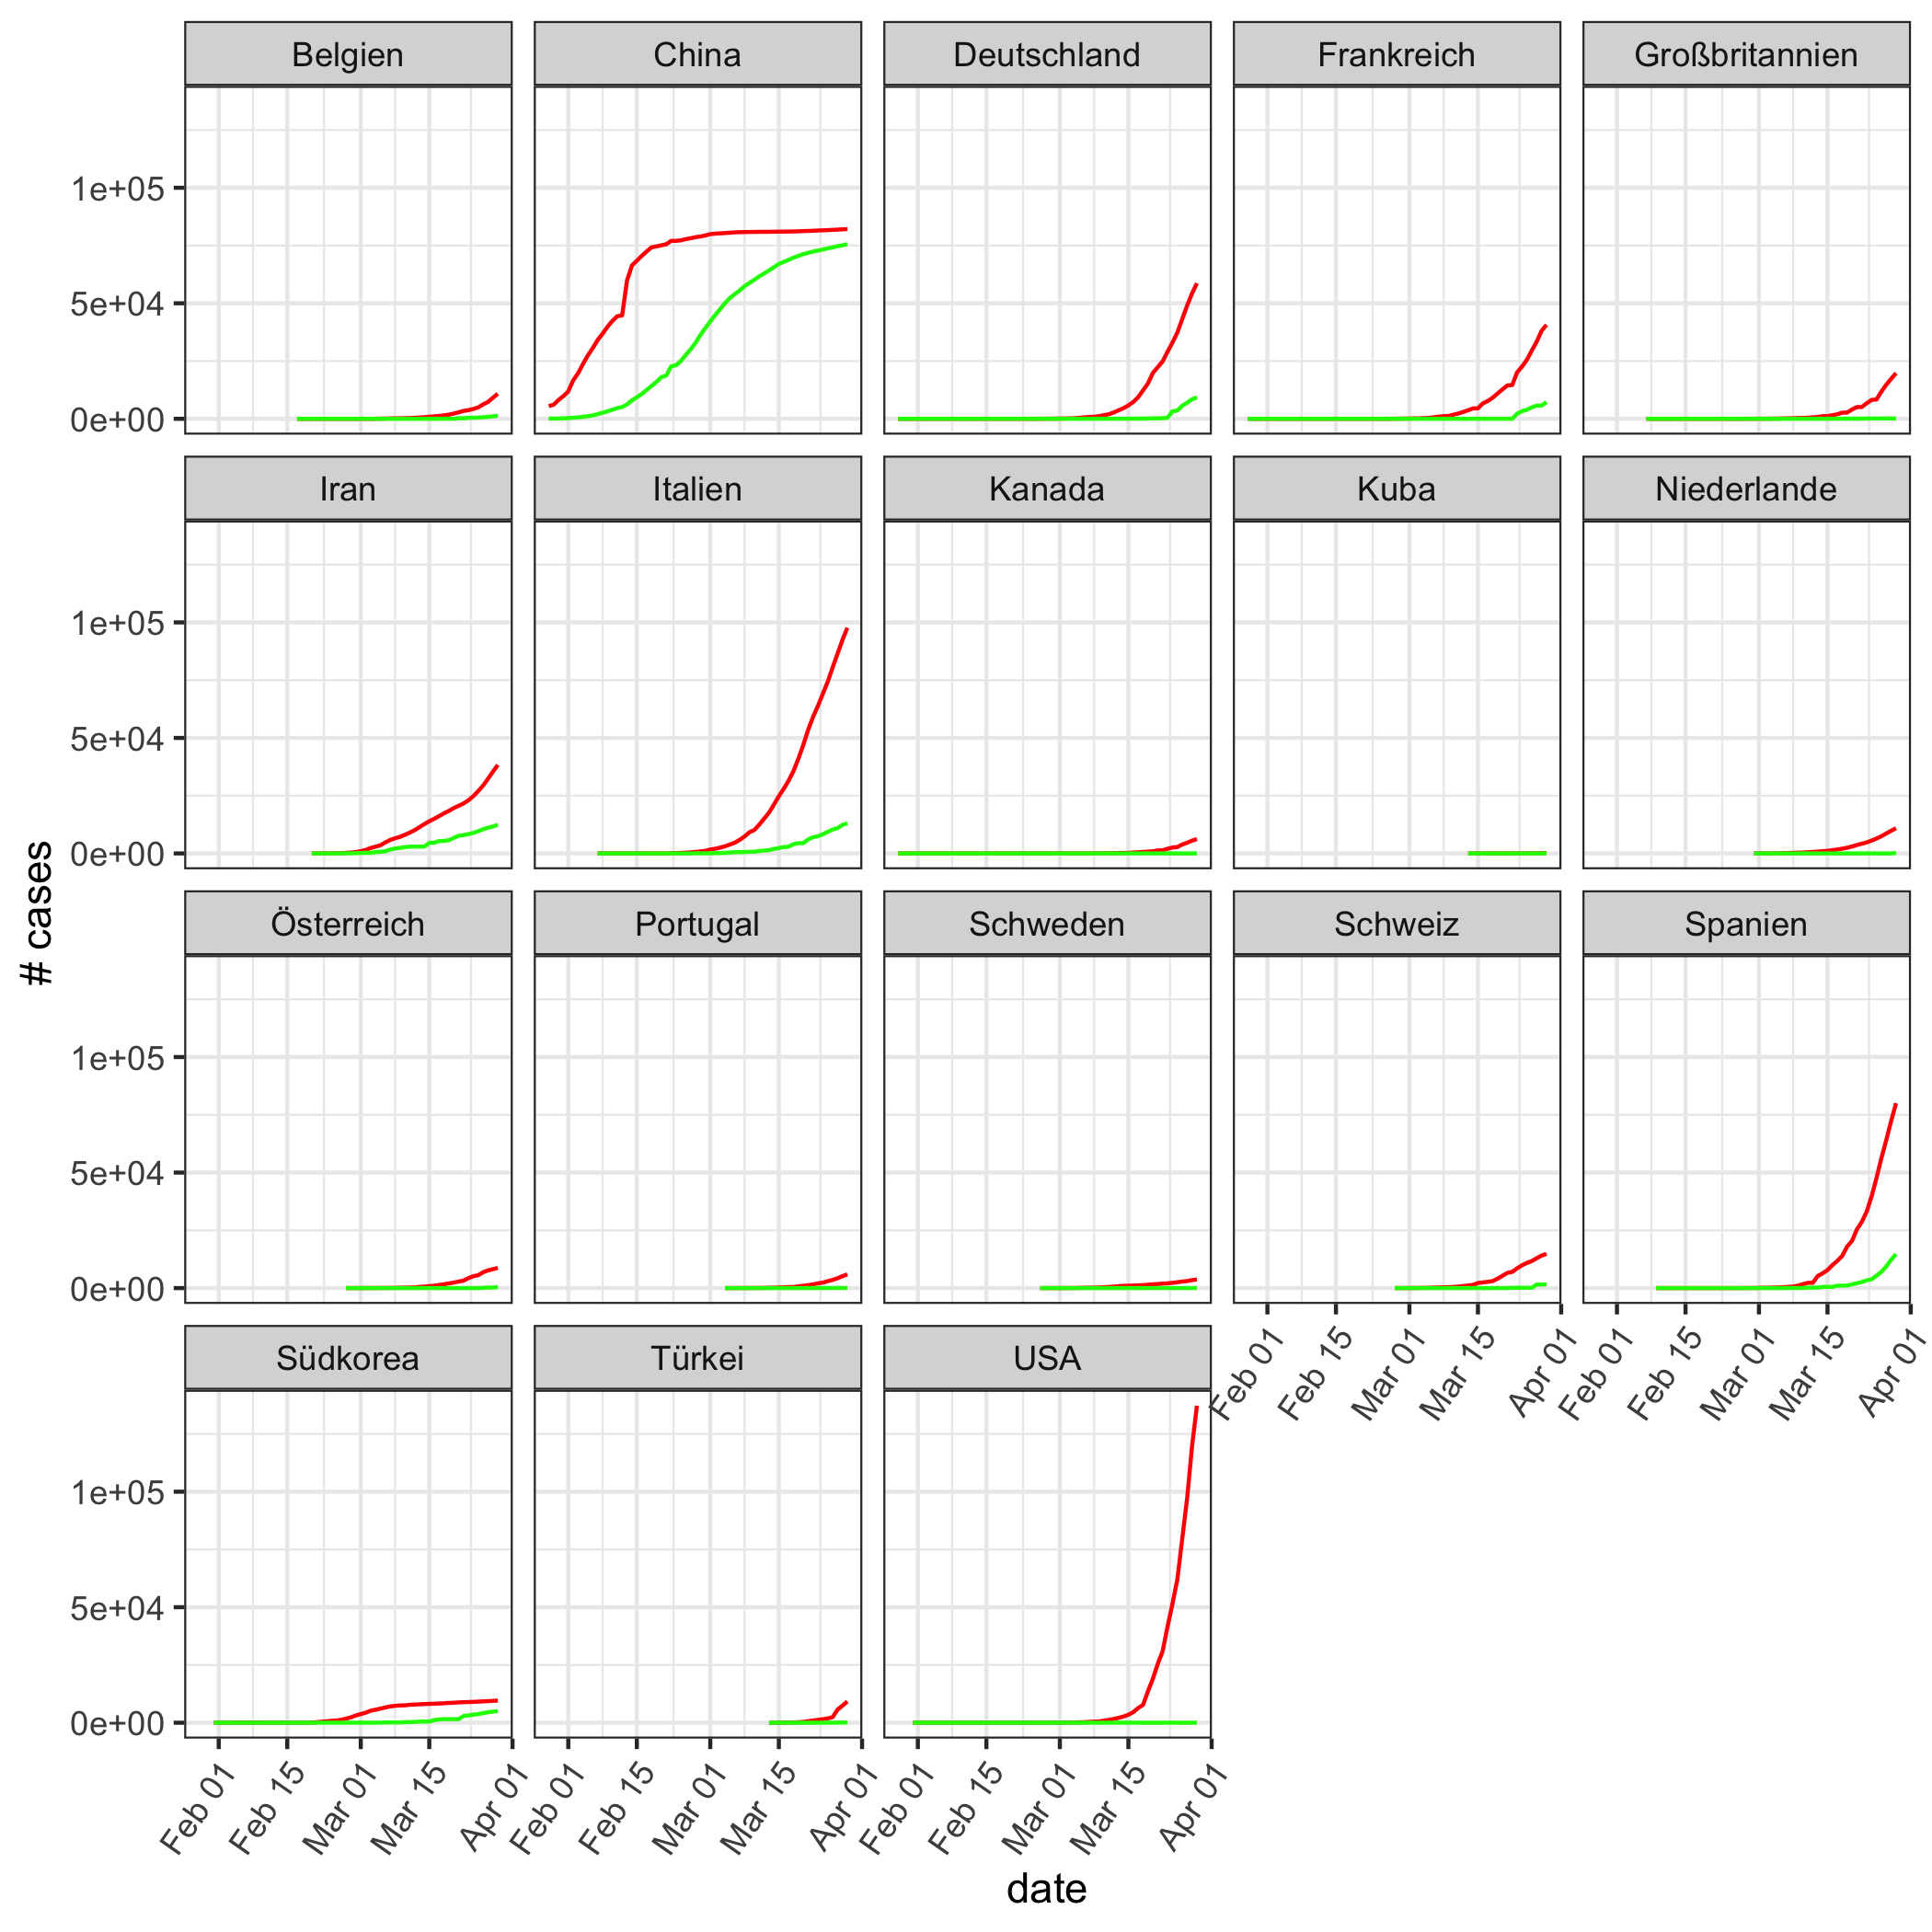 Belgien
China
Deutschland
Frankreich
Großbritannien
1e+05
5e+04
0e+00
Iran
Italien
Kanada
Kuba
Niederlande
1e+05
5e+04
0e+00
# cases
Österreich
Portugal
Schweden
Schweiz
Spanien
1e+05
5e+04
0e+00
Feb 01
Feb 15
Mar 01
Mar 15
Apr 01
Feb 01
Feb 15
Mar 01
Mar 15
Apr 01
Südkorea
Türkei
USA
1e+05
5e+04
0e+00
Feb 01
Feb 15
Mar 01
Mar 15
Apr 01
Feb 01
Feb 15
Mar 01
Mar 15
Apr 01
Feb 01
Feb 15
Mar 01
Mar 15
Apr 01
date